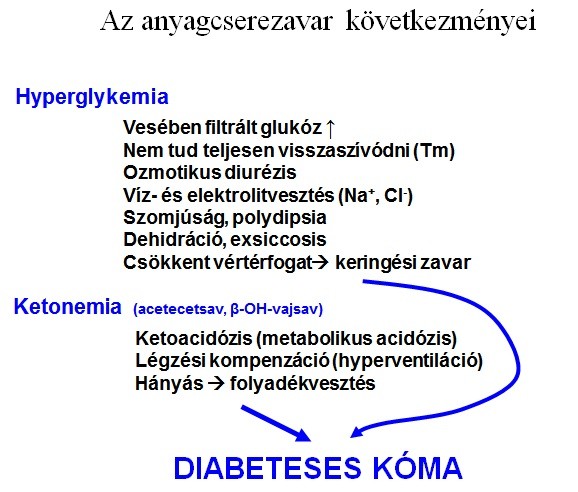 Az anyagcserezavar következményei
Hyperglykemia
Vesében filtrált glukóz ↑
Nem tud teljesen visszaszívódni (Tm)
Ozmotikus diurézis
Víz- és elektrolitvesztés (Na⁺, Cl⁻)
Szomjúság, polydipsia
Dehidráció, exsiccosis
Csökkent vértérfogat→ keringési zavar
Ketonemia (acetecetsav, β-OH-vajsav)
Ketoacidózis (metabolikus acidózis)
Légzési kompenzáció (hyperventiláció)
Hányás → folyadékvesztés
DIABETESES KÓMA